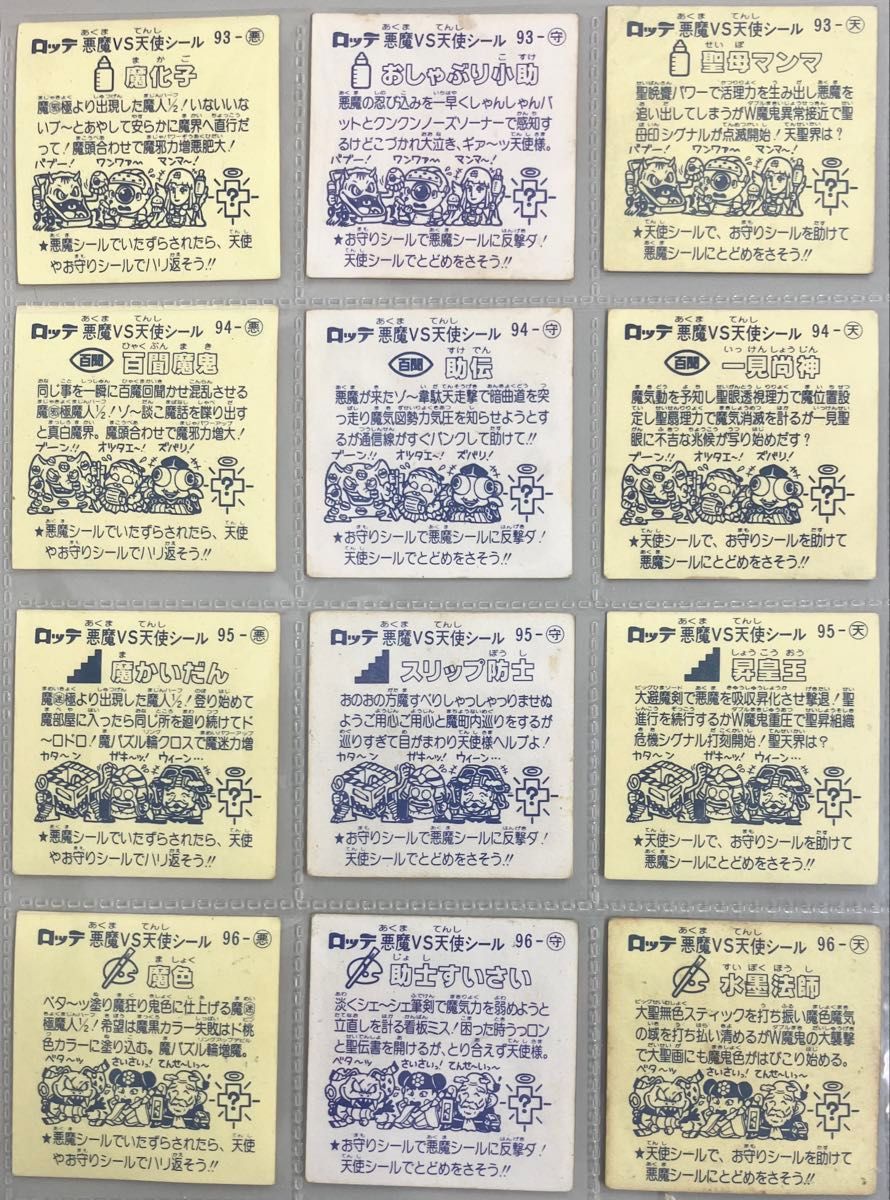 ロッテ 悪魔VS天使シール 93-悪
魔化子
魔界極より出現した魔人½！いないいな
いブ〜とあやして安らかに魔界へ直行だ
って！魔頭合わせで魔邪力増悪肥大！
バブー！ ワンワァ〜 マンマ〜！
★悪魔シールでいたずらされたら、天使
やお守りシールでハリ返そう!!
ロッテ 悪魔VS天使シール 93-守
おしゃぶり小助
悪魔の忍び込みを一早くしゃんしゃんバ
ットとクンクンノーズソーナーで感知す
るけどこづかれ大泣き、ギァ〜ッ天使様。
バブー！ ワンワァ〜 マンマ〜！
★お守りシールで悪魔シールに反撃ダ！
天使シールでとどめをさそう!!
ロッテ 悪魔VS天使シール 93-天
聖母マンマ
聖晩餐パワーで活理力を生み出し悪魔を
追い出してしまうがW魔鬼異常接近で聖
母印シグナルが点滅開始！天聖界は？
バブー！ ワンワァ〜 マンマ〜！
★天使シールで、お守りシールを助けて
悪魔シールにとどめをさそう!!
ロッテ 悪魔VS天使シール 94-悪
百聞
百聞魔鬼
同じ事を一瞬に百魔回聞かせ混乱させる
極魔人½！ゾ〜談こ魔話を喋り出す
と真白魔界。魔頭合わせで魔邪力増大！
ブーン!! オツタエ〜！ ズバリ！
★悪魔シールでいたずらされたら、天使
やお守りシールでハリ返そう!!
ロッテ 悪魔VS天使シール 94-守
百聞
助伝
悪魔が来たゾ〜韋駄天走撃で暗曲道を突
っ走り魔気図勢力気圧を知らせようとす
るが通信線がすぐパンクして助けて!!
ブーン!! オツタエ〜！ ズバリ！
★お守りシールで悪魔シールに反撃ダ！
天使シールでとどめをさそう!!
ロッテ 悪魔VS天使シール 94-天
百聞
一見尚神
魔気動を予知し聖眼透視理力で魔位置設
定し聖扇理力で魔気消滅を計るが一見聖
眼に不吉な兆候が写り始めだす？
ブーン!! オツタエ〜！ ズバリ！
★天使シールで、お守りシールを助けて
悪魔シールにとどめをさそう!!
ロッテ 悪魔VS天使シール 95-悪
魔かいだん
魔迷極より出現した魔人½！登り始めて
魔部屋に入ったら同じ所を廻り続けてド
〜ロドロ！魔パズル輪クロスで魔迷力増
カタ〜ン ガキ〜ッ！ ウィーン…
★悪魔シールでいたずらされたら、天使
やお守りシールでハリ返そう!!
ロッテ 悪魔VS天使シール 95-守
スリップ防士
おのおの方魔すべりしゃっしゃっりませぬ
ようご用心ご用心と魔町内巡りをするが
巡りすぎて目がまわり天使様ヘルプよ！
カタ〜ン ガキ〜ッ！ ウィーン…
★お守りシールで悪魔シールに反撃ダ！
天使シールでとどめをさそう!!
ロッテ 悪魔VS天使シール 95-天
昇皇王
大避魔剣で悪魔を吸収昇化させ撃退！聖
進行を続行するかW魔鬼重圧で聖昇組織
危機シグナル打刻開始！聖天界は？
カタ〜ン ガキ〜ッ！ ウィーン…
★天使シールで、お守りシールを助けて
悪魔シールにとどめをさそう!!
ロッテ 悪魔VS天使シール 96-悪
魔色
ベタ〜ッ塗り魔狂り鬼色に仕上げる魔迷
極魔人½！希望は魔黒カラー失敗はド桃
色カラーに塗り込む。魔パズル輪増魔。
ベタ〜ッ さいさいっ！ てんせ〜いっ〜
★悪魔シールでいたずらされたら、天使
やお守りシールでハリ返そう!!
ロッテ 悪魔VS天使シール 96-守
助士すいさい
淡くシェ〜シェ筆剣で魔気力を弱めようと
立直しを計る看板ミス！困った時うっロン
と聖伝書を開けるが、とり合えず天使様。
ベタ〜ッ さいさいっ！ てんせ〜いっ〜
★お守りシールで悪魔シールに反撃ダ！
天使シールでとどめをさそう!!
ロッテ 悪魔VS天使シール 96-天
水墨法師
大聖無色スティックを打ち振い魔色魔気
の域を打ち払い清めるがW魔鬼の大襲撃
で大聖画にも魔鬼色がはびこり始める。
ベタ〜ッ さいさいっ！ てんせ〜いっ〜
★天使シールで、お守りシールを助けて
悪魔シールにとどめをさそう!!